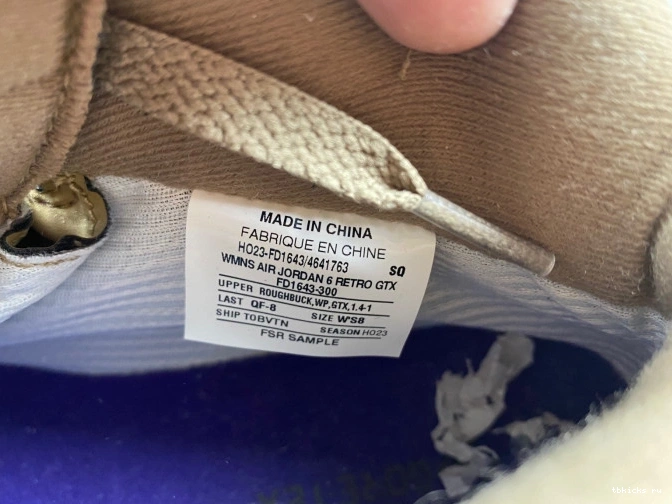 MADE IN CHINA
FABRIQUE EN CHINE
HO23-FD1643/4641763 SQ
WMNS AIR JORDAN 6 RETRO GTX
FD1643-300
UPPER ROUGHBUCK,WP,GTX,1.4-1
LAST QF-8 SIZE W'S8
SHIP TOBVTN SEASON HO23
FSR SAMPLE